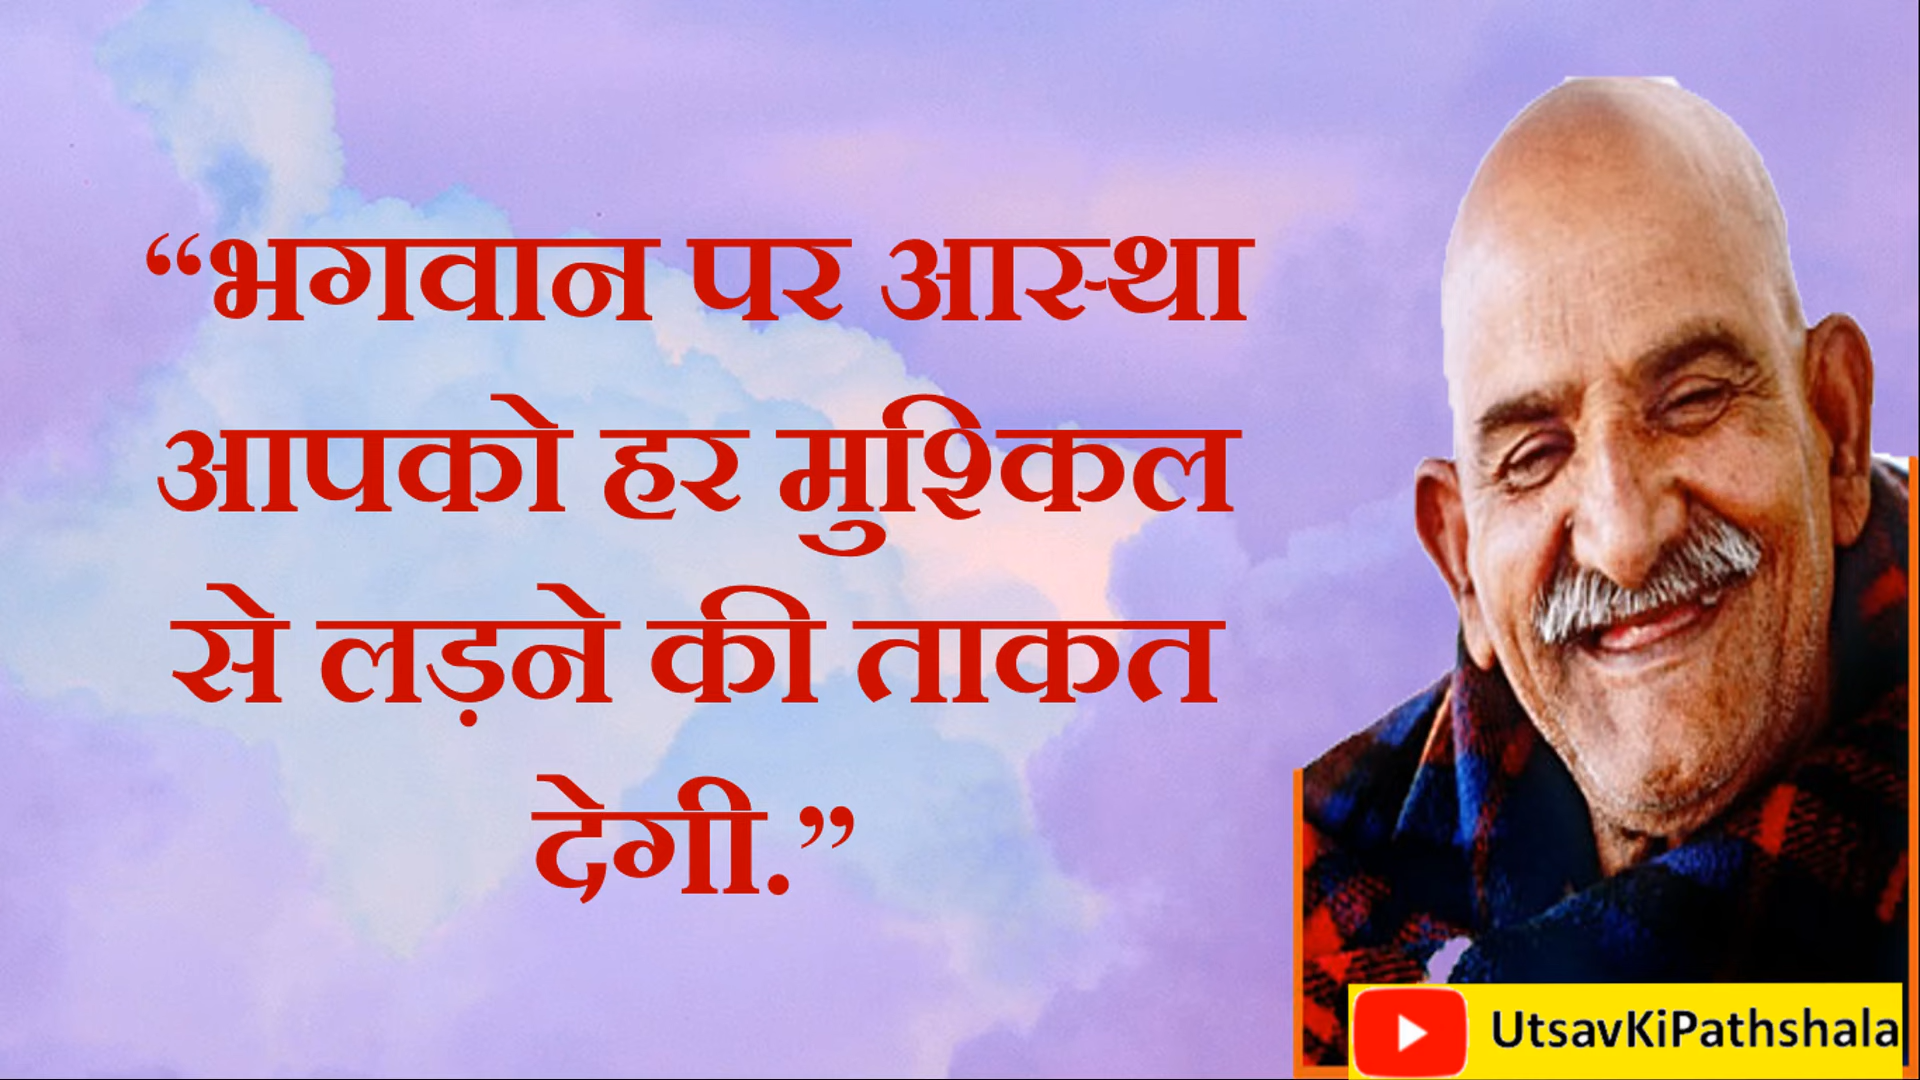 “भगवान पर आस्था
आपको हर मुश्किल
से लड़ने की ताकत
देगी.”
UtsavKiPathshala